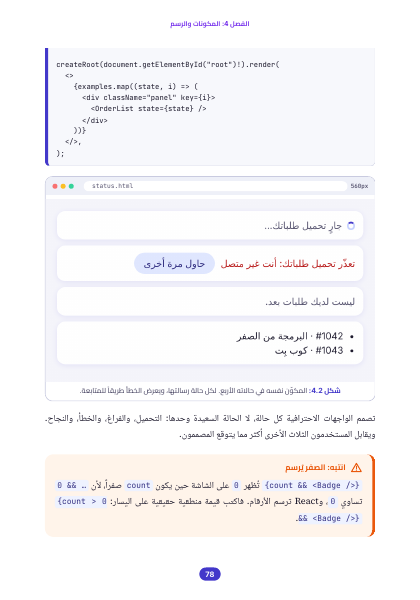 الفصل 4: المكونات والرسم
createRoot(document.getElementById("root")!).render(
<>
{examples.map((state, i) => (
<div className="panel" key={i}>
<OrderList state={state} />
</div>
))}
</>,
);
status.html
560px
جارٍ تحميل طلباتك...
تعذّر تحميل طلباتك: أنت غير متصل
حاول مرة أخرى
ليست لديك طلبات بعد.
• #1042 · البرمجة من الصفر
• #1043 · كوب پت
شكل 4.2: المكوّن نفسه في حالاته الأربع. لكل حالة رسالتها، ويعرض الخطأ طريقاً للمتابعة.
تصمم الواجهات الاحترافية كل حالة، لا الحالة السعيدة وحدها: التحميل، والفراغ، والخطأ، والنجاح.
ويقابل المستخدمون الثلاث الأخرى أكثر مما يتوقع المصممون.
انتبه: الصفر يُرسم
{count && <Badge />} تُظهر 0 على الشاشة حين يكون count صفراً، لأن 0 && …
تساوي 0، وReact ترسم الأرقام. فاكتب قيمة منطقية حقيقية على اليسار: {count > 0
&& <Badge />}.
78